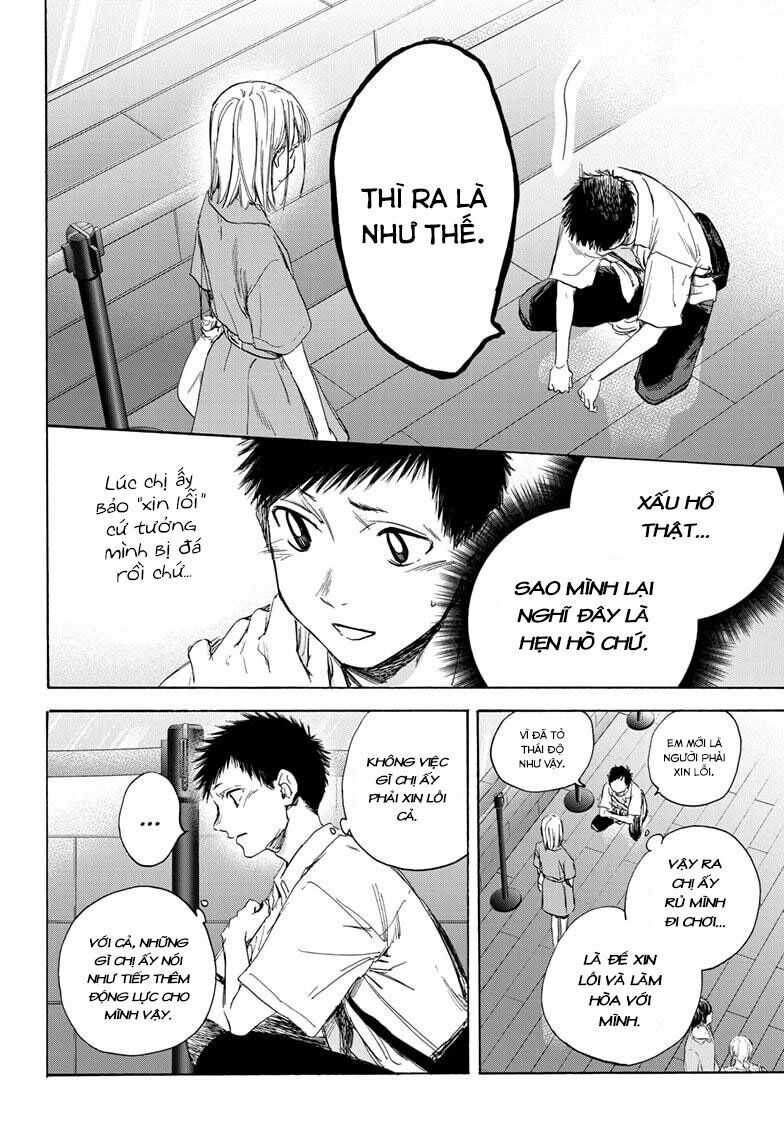 THÌ RA LÀ
NHƯ THẾ.
XẤU HỔ
THẬT...
SAO MÌNH LẠI
NGHĨ ĐÂY LÀ
HẸN HÒ CHỨ.
Lúc chị ấy
bảo "xin lỗi"
cứ tưởng
mình bị đá
rồi chứ...
EM MỚI LÀ
NGƯỜI PHẢI
XIN LỖI.
VÌ ĐÃ TỎ
THÁI ĐỘ
NHƯ VẬY.
VẬY RA
CHỊ ẤY
RỦ MÌNH
ĐI CHƠI...
LÀ ĐỂ XIN
LỖI VÀ LÀM
HÒA VỚI
MÌNH.
KHÔNG VIỆC
GÌ CHỊ ẤY
PHẢI XIN LỖI
CẢ.
...
VỚI CẢ, NHỮNG
GÌ CHỊ ẤY NÓI
NHƯ TIẾP THÊM
ĐỘNG LỰC CHO
MÌNH VẬY.